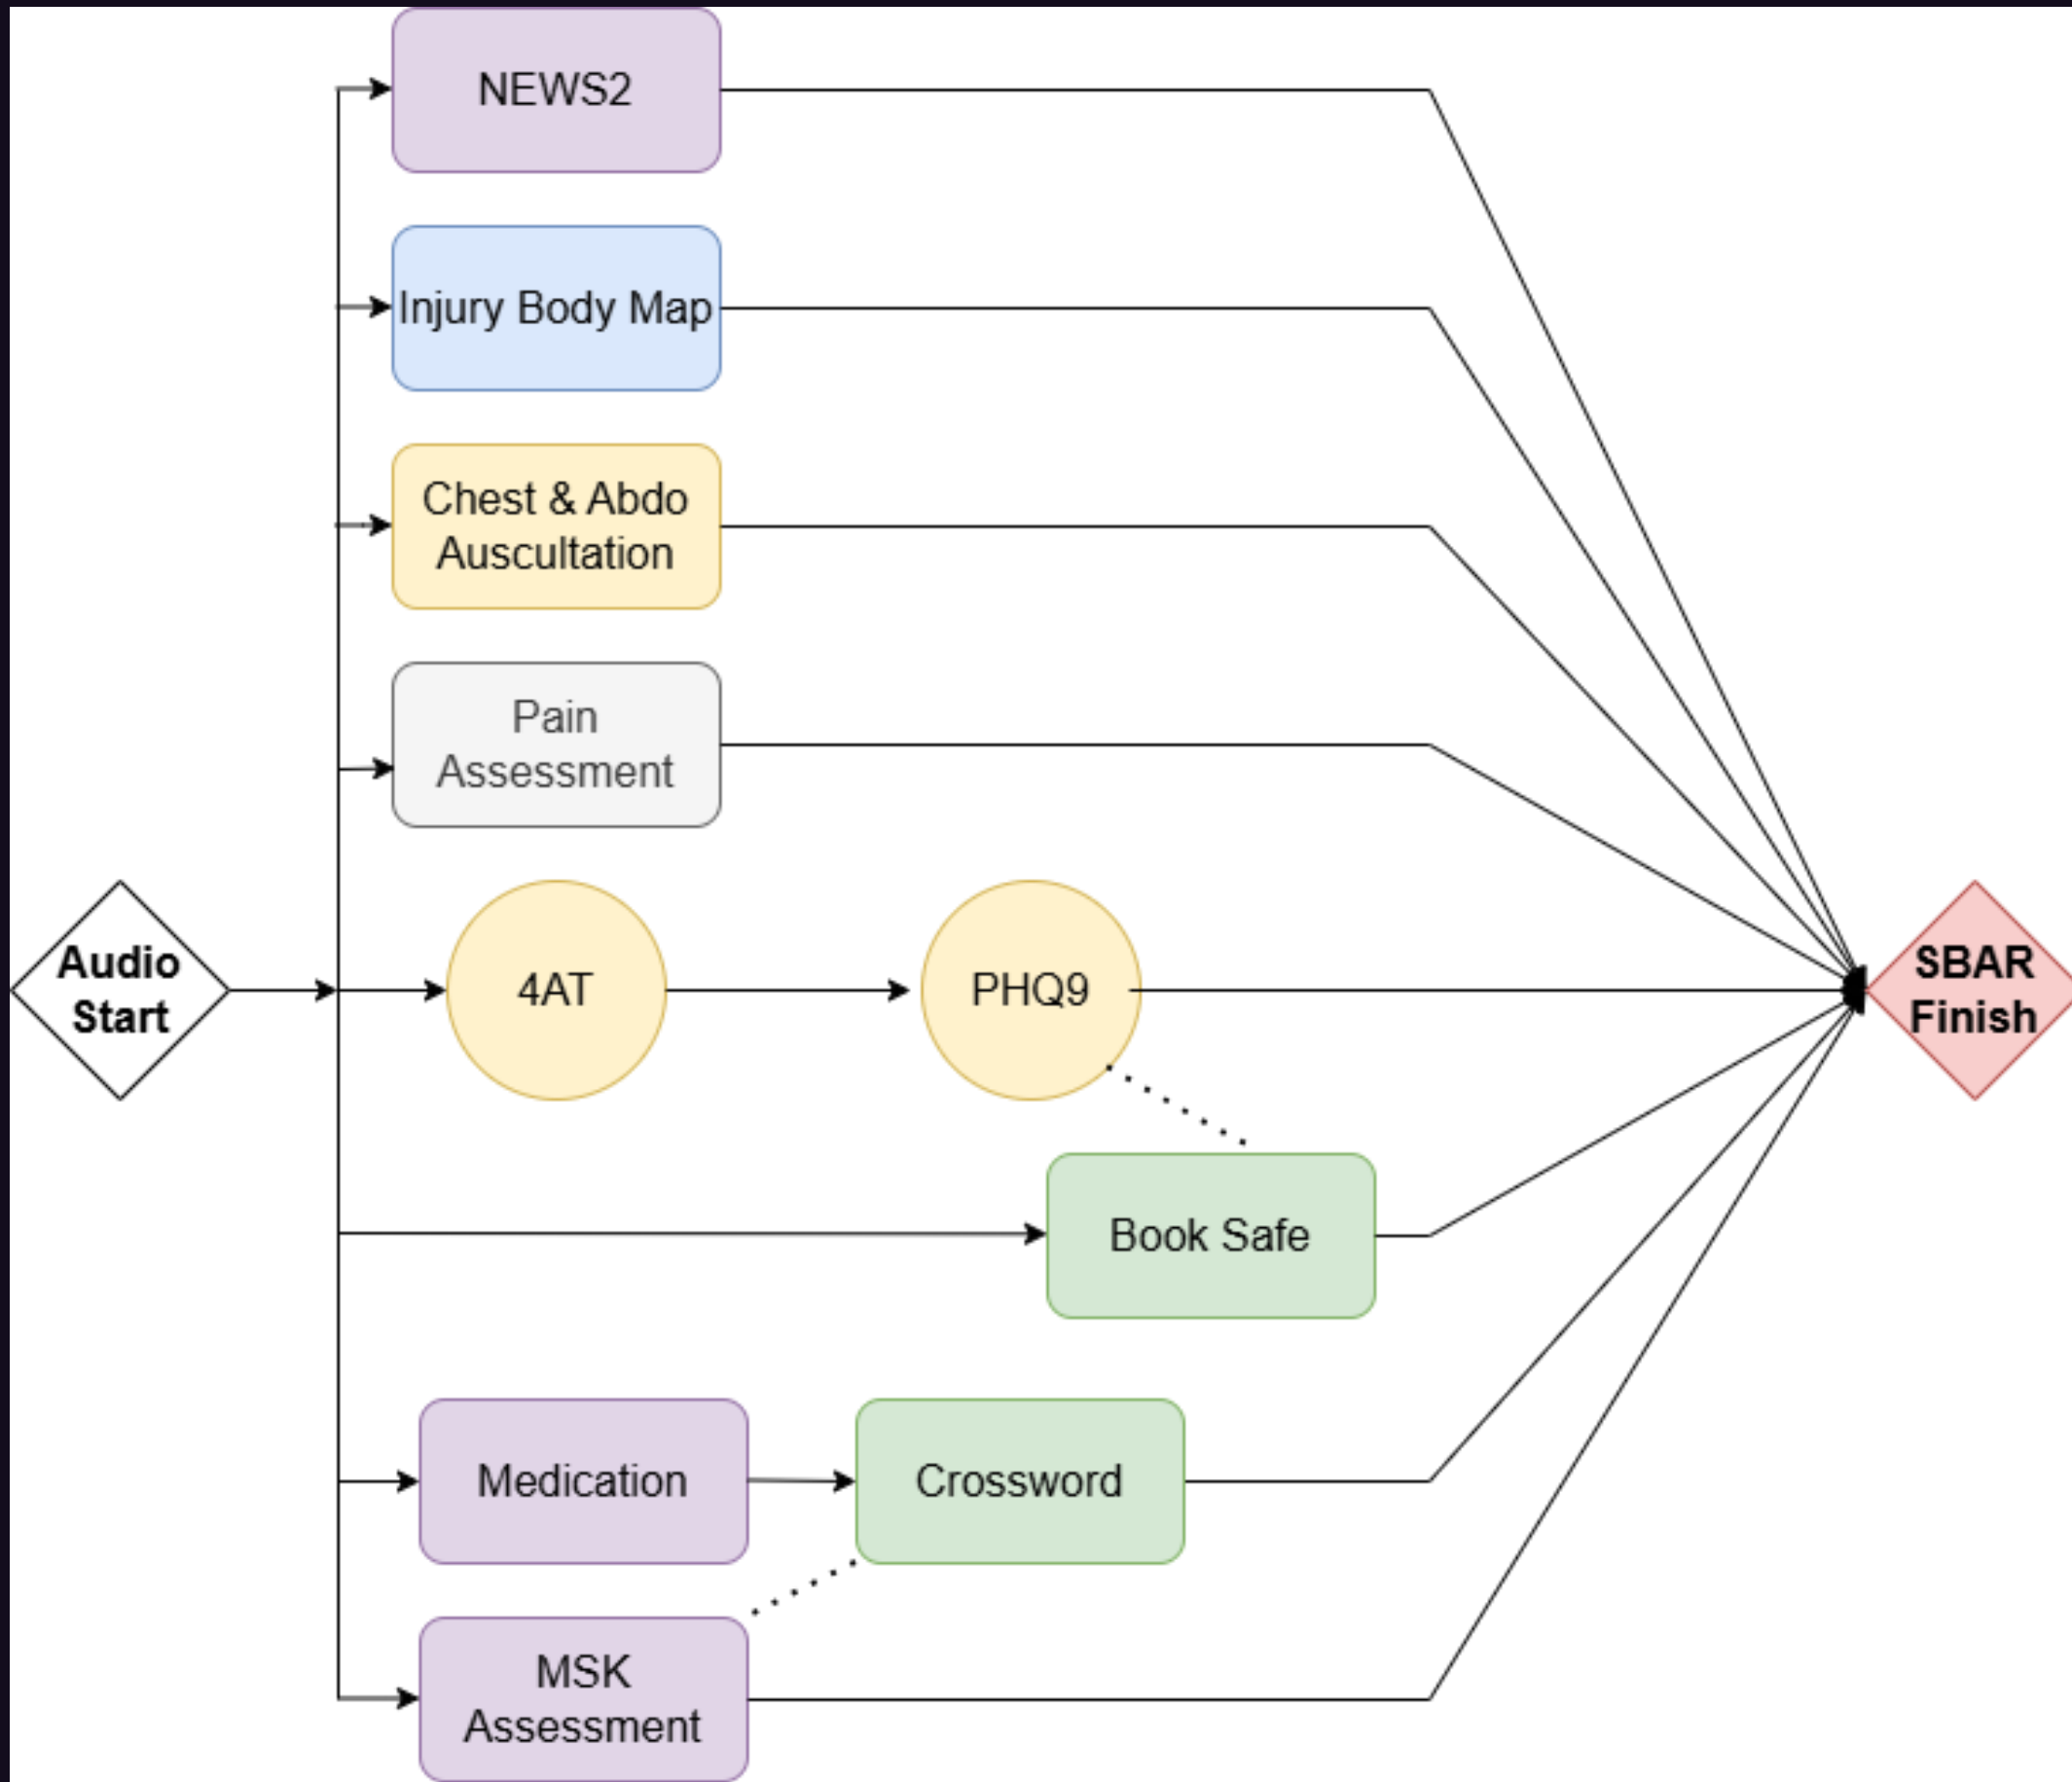 NEWS2
Injury Body Map
Chest & Abdo
Auscultation
Pain
Assessment
Audio
Start
4AT
PHQ9
SBAR
Finish
Book Safe
Medication
Crossword
MSK
Assessment